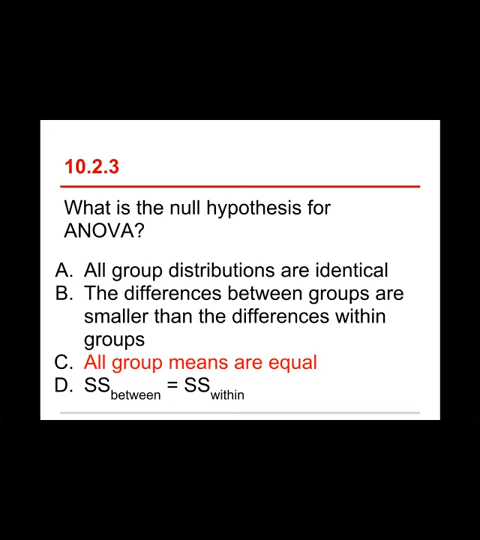 10.2.3
What is the null hypothesis for
ANOVA?
A. All group distributions are identical
B. The differences between groups are
smaller than the differences within
groups
C. All group means are equal
D. SSbetween = SSwithin